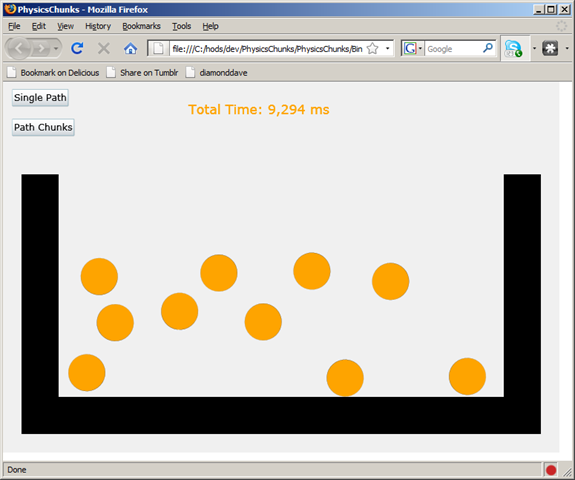 PhysicsChunks - Mozilla Firefox
File Edit View History Bookmarks Tools Help
file:///C:/hods/dev/PhysicsChunks/PhysicsChunks/Bin
G Google
Bookmark on Delicious Share on Tumblr diamonddave
Single Path
Total Time: 9,294 ms
Path Chunks
Done